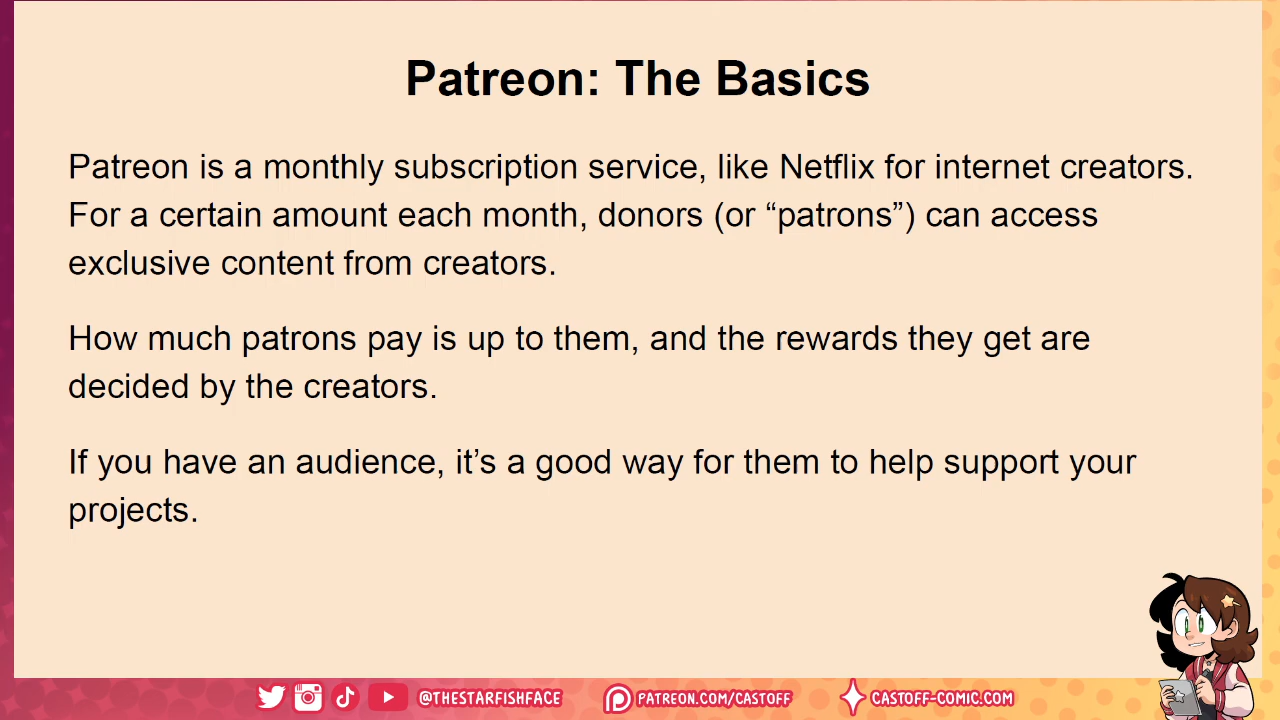 Patreon: The Basics
Patreon is a monthly subscription service, like Netflix for internet creators.
For a certain amount each month, donors (or “patrons”) can access
exclusive content from creators.
How much patrons pay is up to them, and the rewards they get are
decided by the creators.
If you have an audience, it’s a good way for them to help support your
projects.
@THESTARFISHFACE PATREON.COM/CASTOFF CASTOFF-COMIC.COM